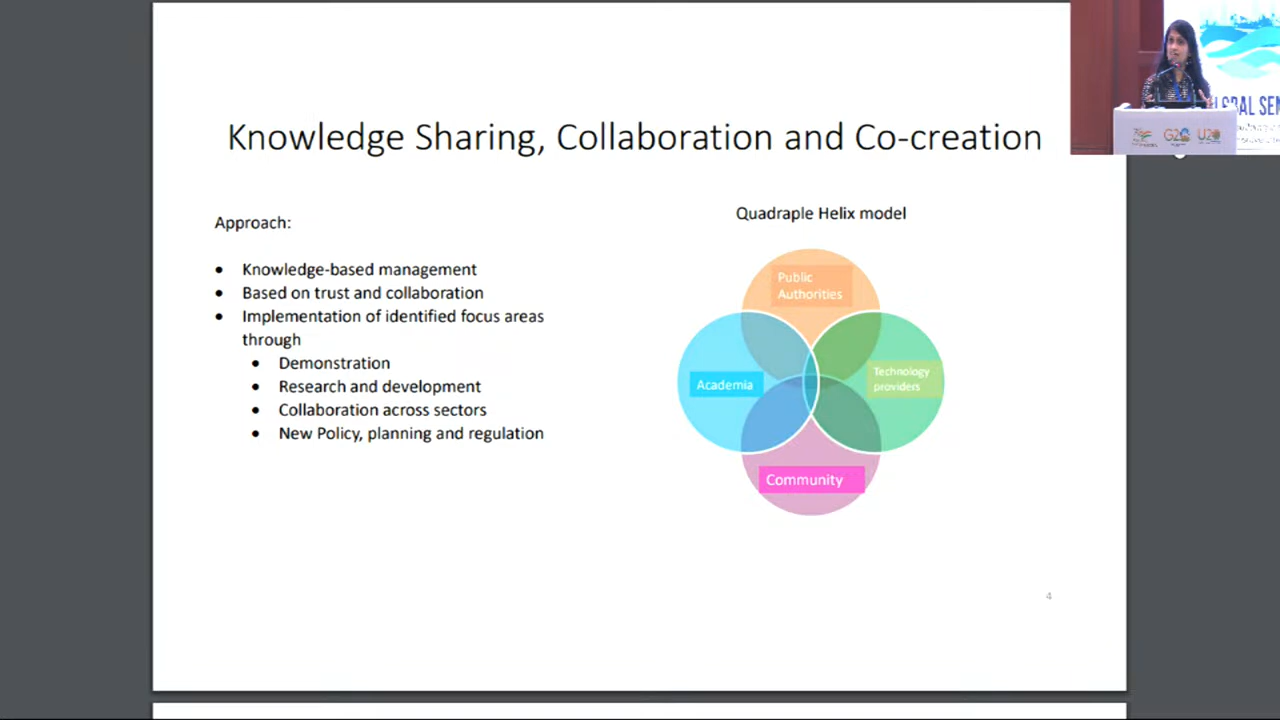 Knowledge Sharing, Collaboration and Co-creation
Approach:
• Knowledge-based management
• Based on trust and collaboration
• Implementation of identified focus areas
through
• Demonstration
• Research and development
• Collaboration across sectors
• New Policy, planning and regulation
Quadraple Helix model
Public
Authorities
Academia
Technology
providers
Community
4
G20
U20